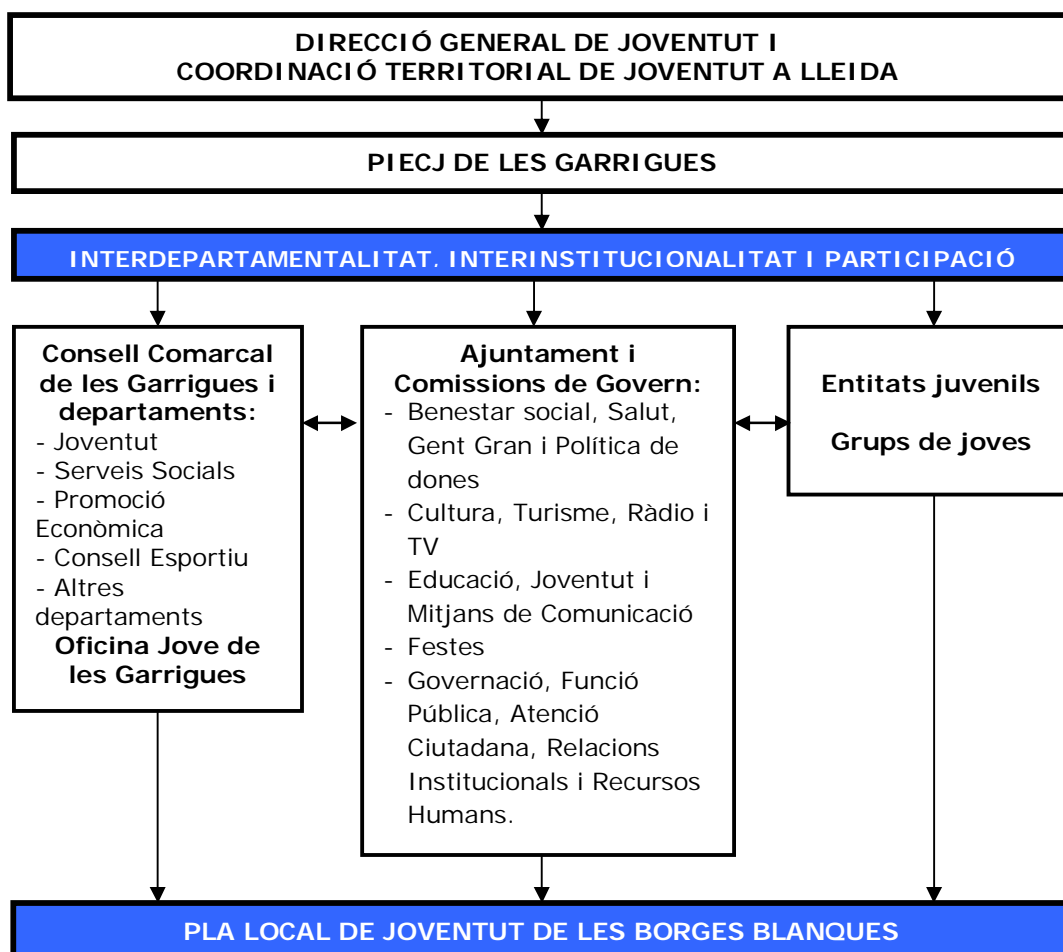 DIRECCIÓ GENERAL DE JOVENTUT I
COORDINACIÓ TERRITORIAL DE JOVENTUT A LLEIDA
PIECJ DE LES GARRIGUES
INTERDEPARTAMENTALITAT. INTERINSTITUCIONALITAT I PARTICIPACIÓ
Consell Comarcal
de les Garrigues i
departaments:
- Joventut
- Serveis Socials
- Promoció
Econòmica
- Consell Esportiu
- Altres
departaments
Oficina Jove de
les Garrigues
Ajuntament i
Comissions de Govern:
- Benestar social, Salut,
Gent Gran i Política de
dones
- Cultura, Turisme, Ràdio i
TV
- Educació, Joventut i
Mitjans de Comunicació
- Festes
- Governació, Funció
Pública, Atenció
Ciutadana, Relacions
Institucionals i Recursos
Humans.
Entitats juvenils
Grups de joves
PLA LOCAL DE JOVENTUT DE LES BORGES BLANQUES